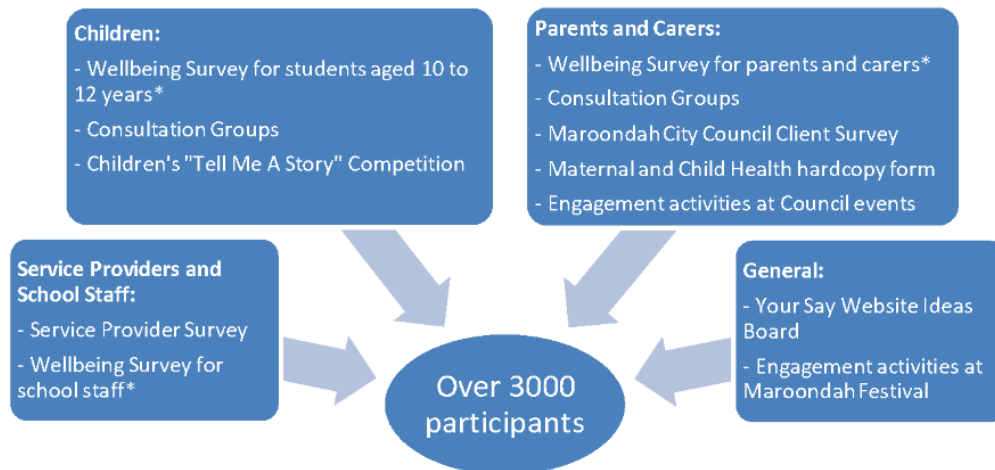 Children:
- Wellbeing Survey for students aged 10 to
12 years*
- Consultation Groups
- Children's "Tell Me A Story" Competition
Parents and Carers:
- Wellbeing Survey for parents and carers*
- Consultation Groups
- Maroondah City Council Client Survey
- Maternal and Child Health hardcopy form
- Engagement activities at Council events
Service Providers and
School Staff:
- Service Provider Survey
- Wellbeing Survey for
school staff*
General:
- Your Say Website Ideas
Board
- Engagement activities at
Maroondah Festival
Over 3000
participants